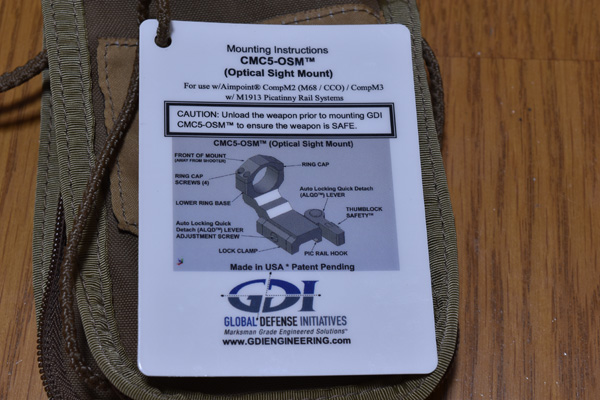 Mounting Instructions
CMC5-OSM™
(Optical Sight Mount)
For use w/Aimpoint® CompM2 (M68 / CCO) / CompM3
w/ M1913 Picatinny Rail Systems
CAUTION: Unload the weapon prior to mounting GDI
CMC5-OSM™ to ensure the weapon is SAFE.
CMC5-OSM™ (Optical Sight Mount)
FRONT OF MOUNT
(AWAY FROM SHOOTER)
RING CAP
RING CAP
SCREWS (4)
Auto Locking Quick Detach
(ALQD™) LEVER
LOWER RING BASE
THUMBLOCK
SAFETY™
Auto Locking Quick
Detach (ALQD™) LEVER
ADJUSTMENT SCREW
LOCK CLAMP
PIC RAIL HOOK
Made in USA * Patent Pending
GDI
GLOBAL DEFENSE INITIATIVES
Marksman Grade Engineered Solutions™
www.GDIENGINEERING.com